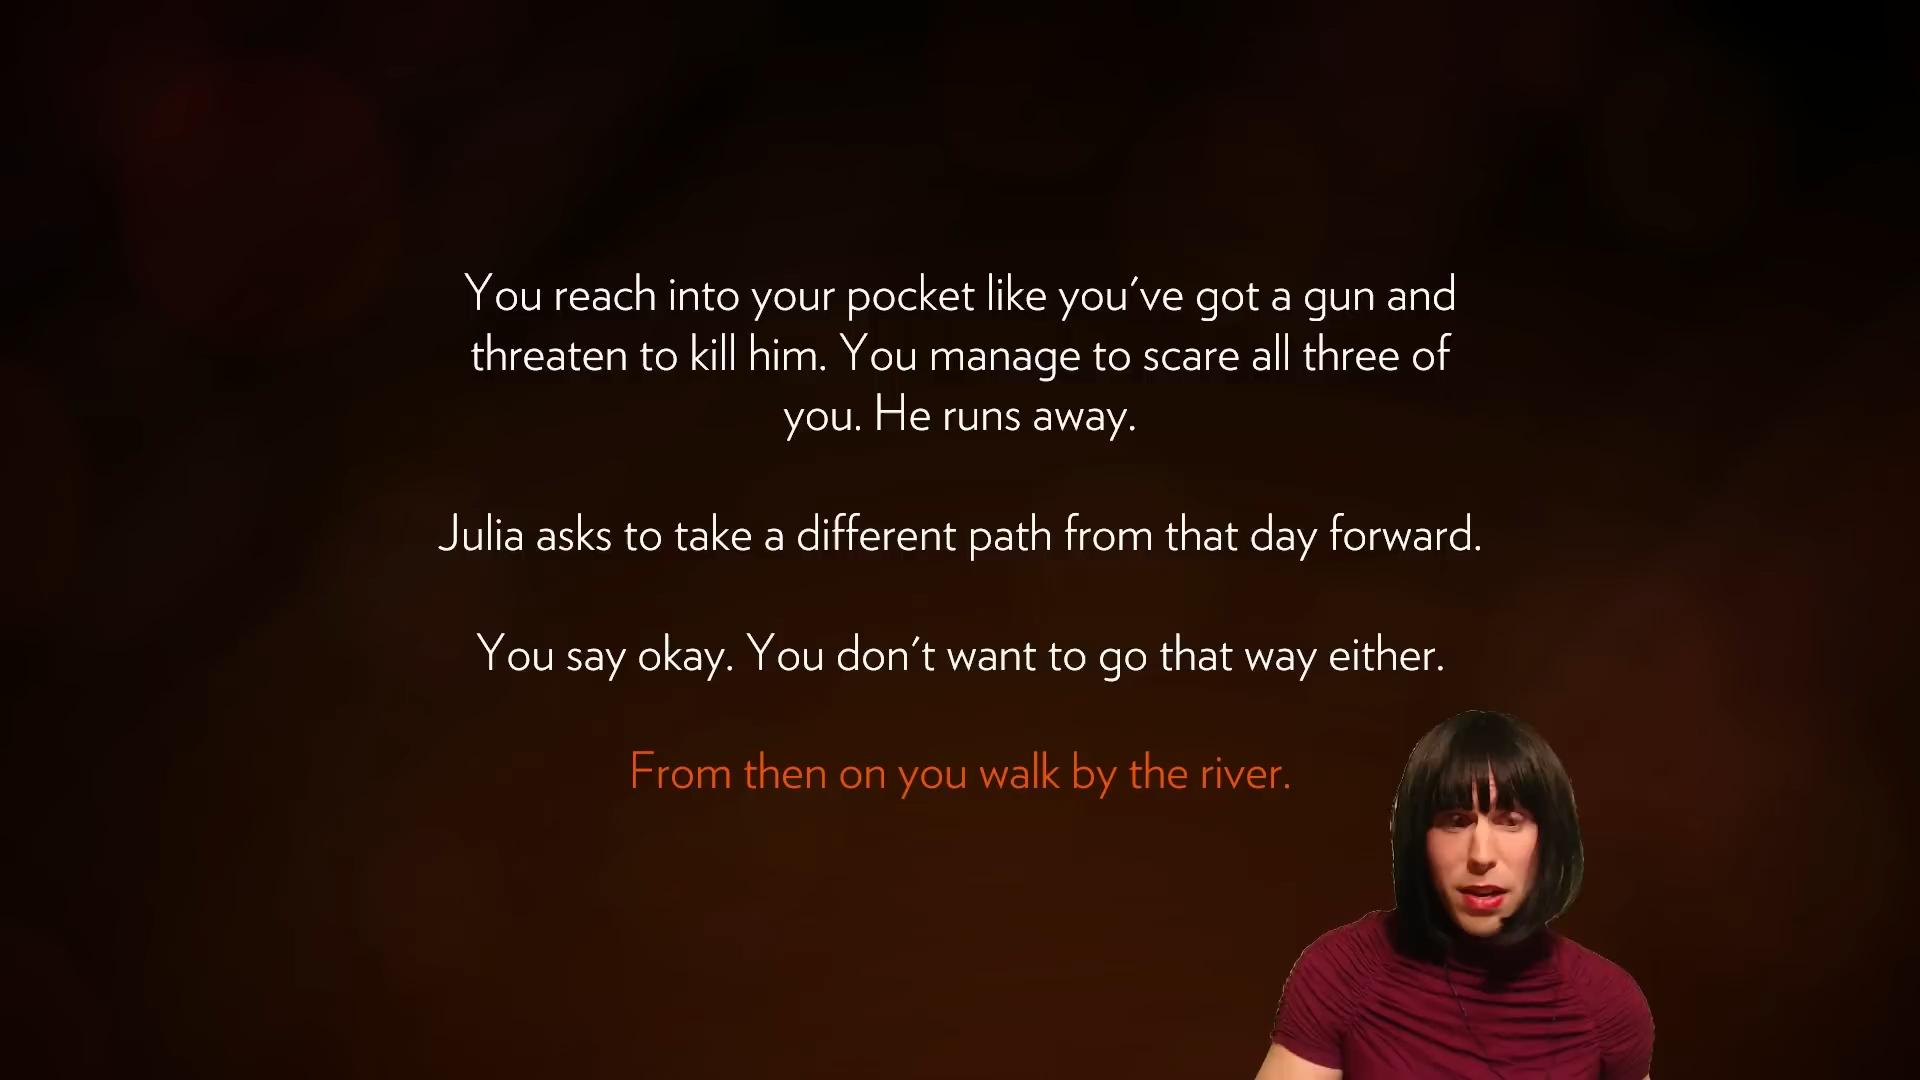 You reach into your pocket like you've got a gun and
threaten to kill him. You manage to scare all three of
you. He runs away.
Julia asks to take a different path from that day forward.
You say okay. You don't want to go that way either.
From then on you walk by the river.